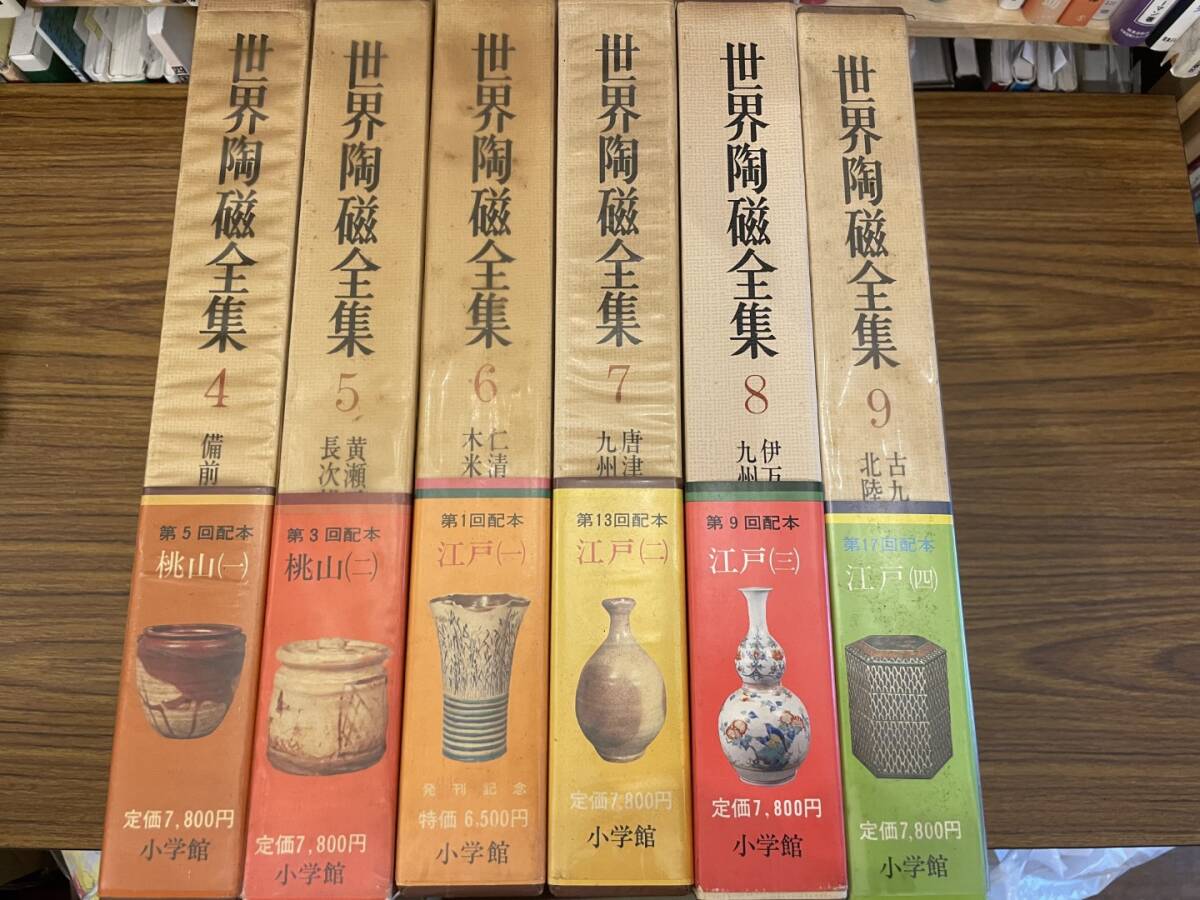 世界陶磁全集
4
備前
第5回配本
桃山(一)
定価7,800円
小学館
世界陶磁全集
5
黄瀬
長次
第3回配本
桃山(二)
定価7,800円
小学館
世界陶磁全集
6
仁清
木米
第1回配本
江戸(一)
発刊記念
特価 6,500円
小学館
世界陶磁全集
7
唐津
九州
第13回配本
江戸(二)
定価7,800円
小学館
世界陶磁全集
8
伊万
九州
第9回配本
江戸(三)
定価7,800円
小学館
世界陶磁全集
9
古九
北陸
第17回配本
江戸(四)
定価7,800円
小学館